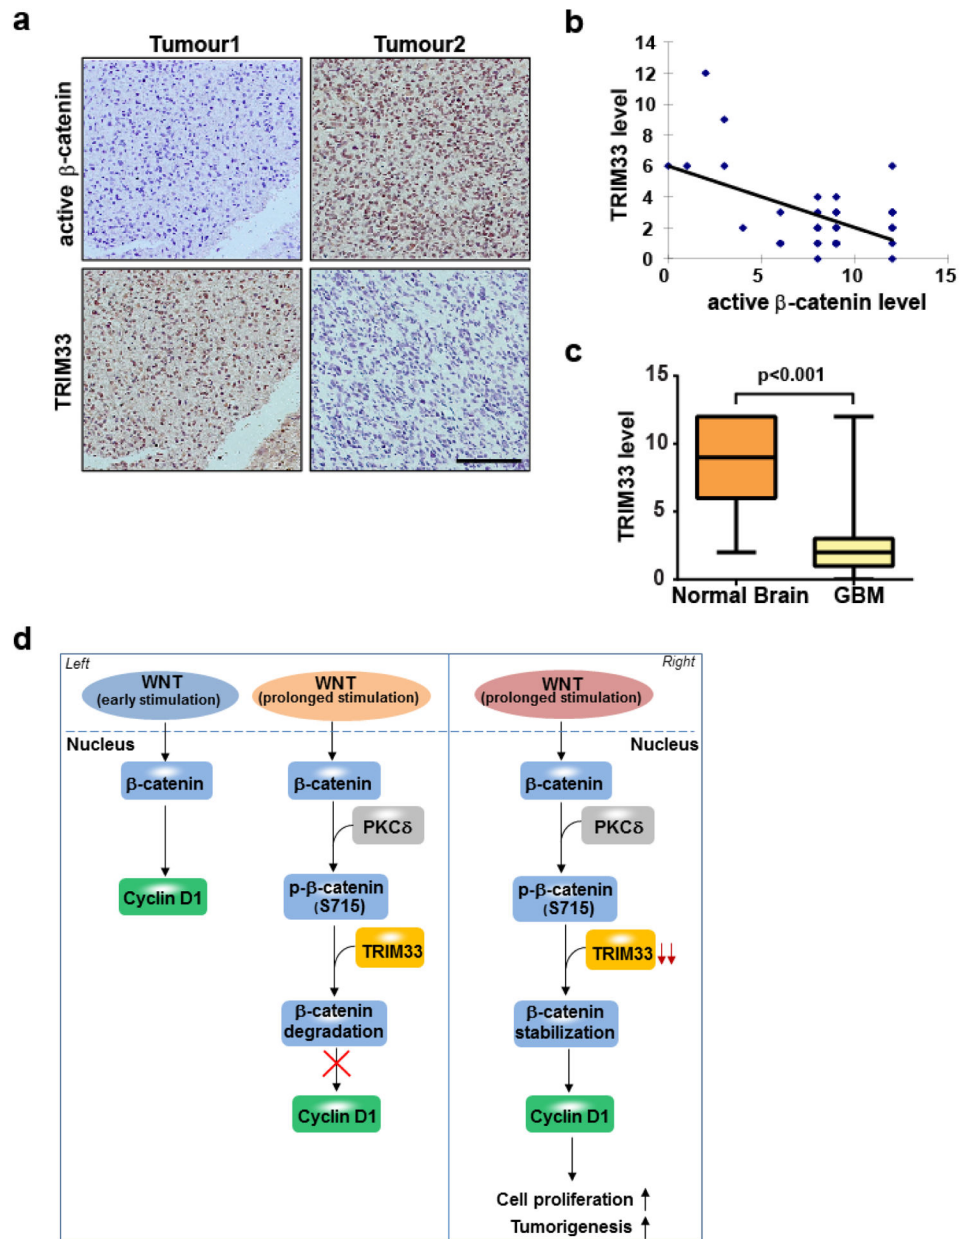 a
Tumour1 Tumour2
active β-catenin
TRIM33
b
14
12
10
8
6
4
2
0
0 5 10 15
TRIM33 level
active β-catenin level
c
p<0.001
15
10
5
0
TRIM33 level
Normal Brain GBM
d
Left Right
WNT
(early stimulation)
WNT
(prolonged stimulation)
WNT
(prolonged stimulation)
Nucleus Nucleus
β-catenin β-catenin β-catenin
PKCδ PKCδ
Cyclin D1
p-β-catenin
(S715)
p-β-catenin
(S715)
TRIM33 TRIM33
β-catenin
degradation
β-catenin
stabilization
Cyclin D1 Cyclin D1
Cell proliferation
Tumorigenesis